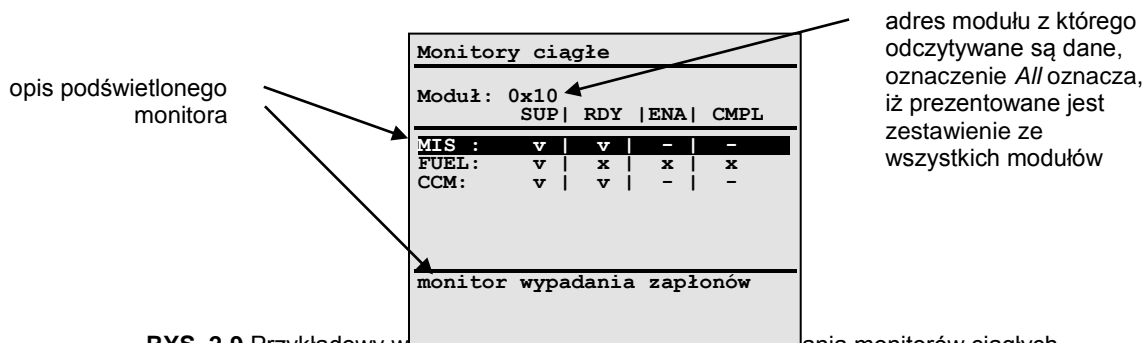 adres modułu z którego
odczytywane są dane,
oznaczenie All oznacza,
iż prezentowane jest
zestawienie ze
wszystkich modułów
opis podświetlonego
monitora
Monitory ciągłe
Moduł: 0x10
SUP| RDY |ENA| CMPL
MIS : v | v | - | -
FUEL: v | x | x | x
CCM: v | v | - | -
monitor wypadania zapłonów
RYS. 2.9 Przykładowy monitorów ciągłych